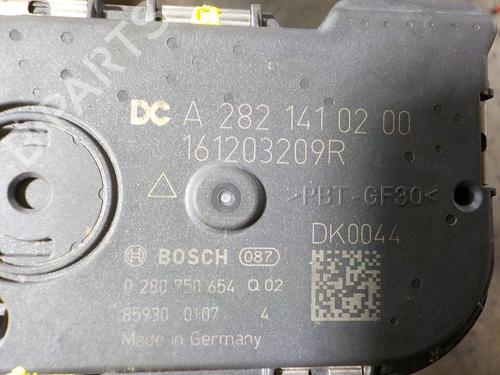 DC A 282 141 02 00
161203209R
>PBT-GF30<
DK0044
BOSCH 087
0 280 750 654 Q 02
85930 0107 4
Made in Germany
PARTS